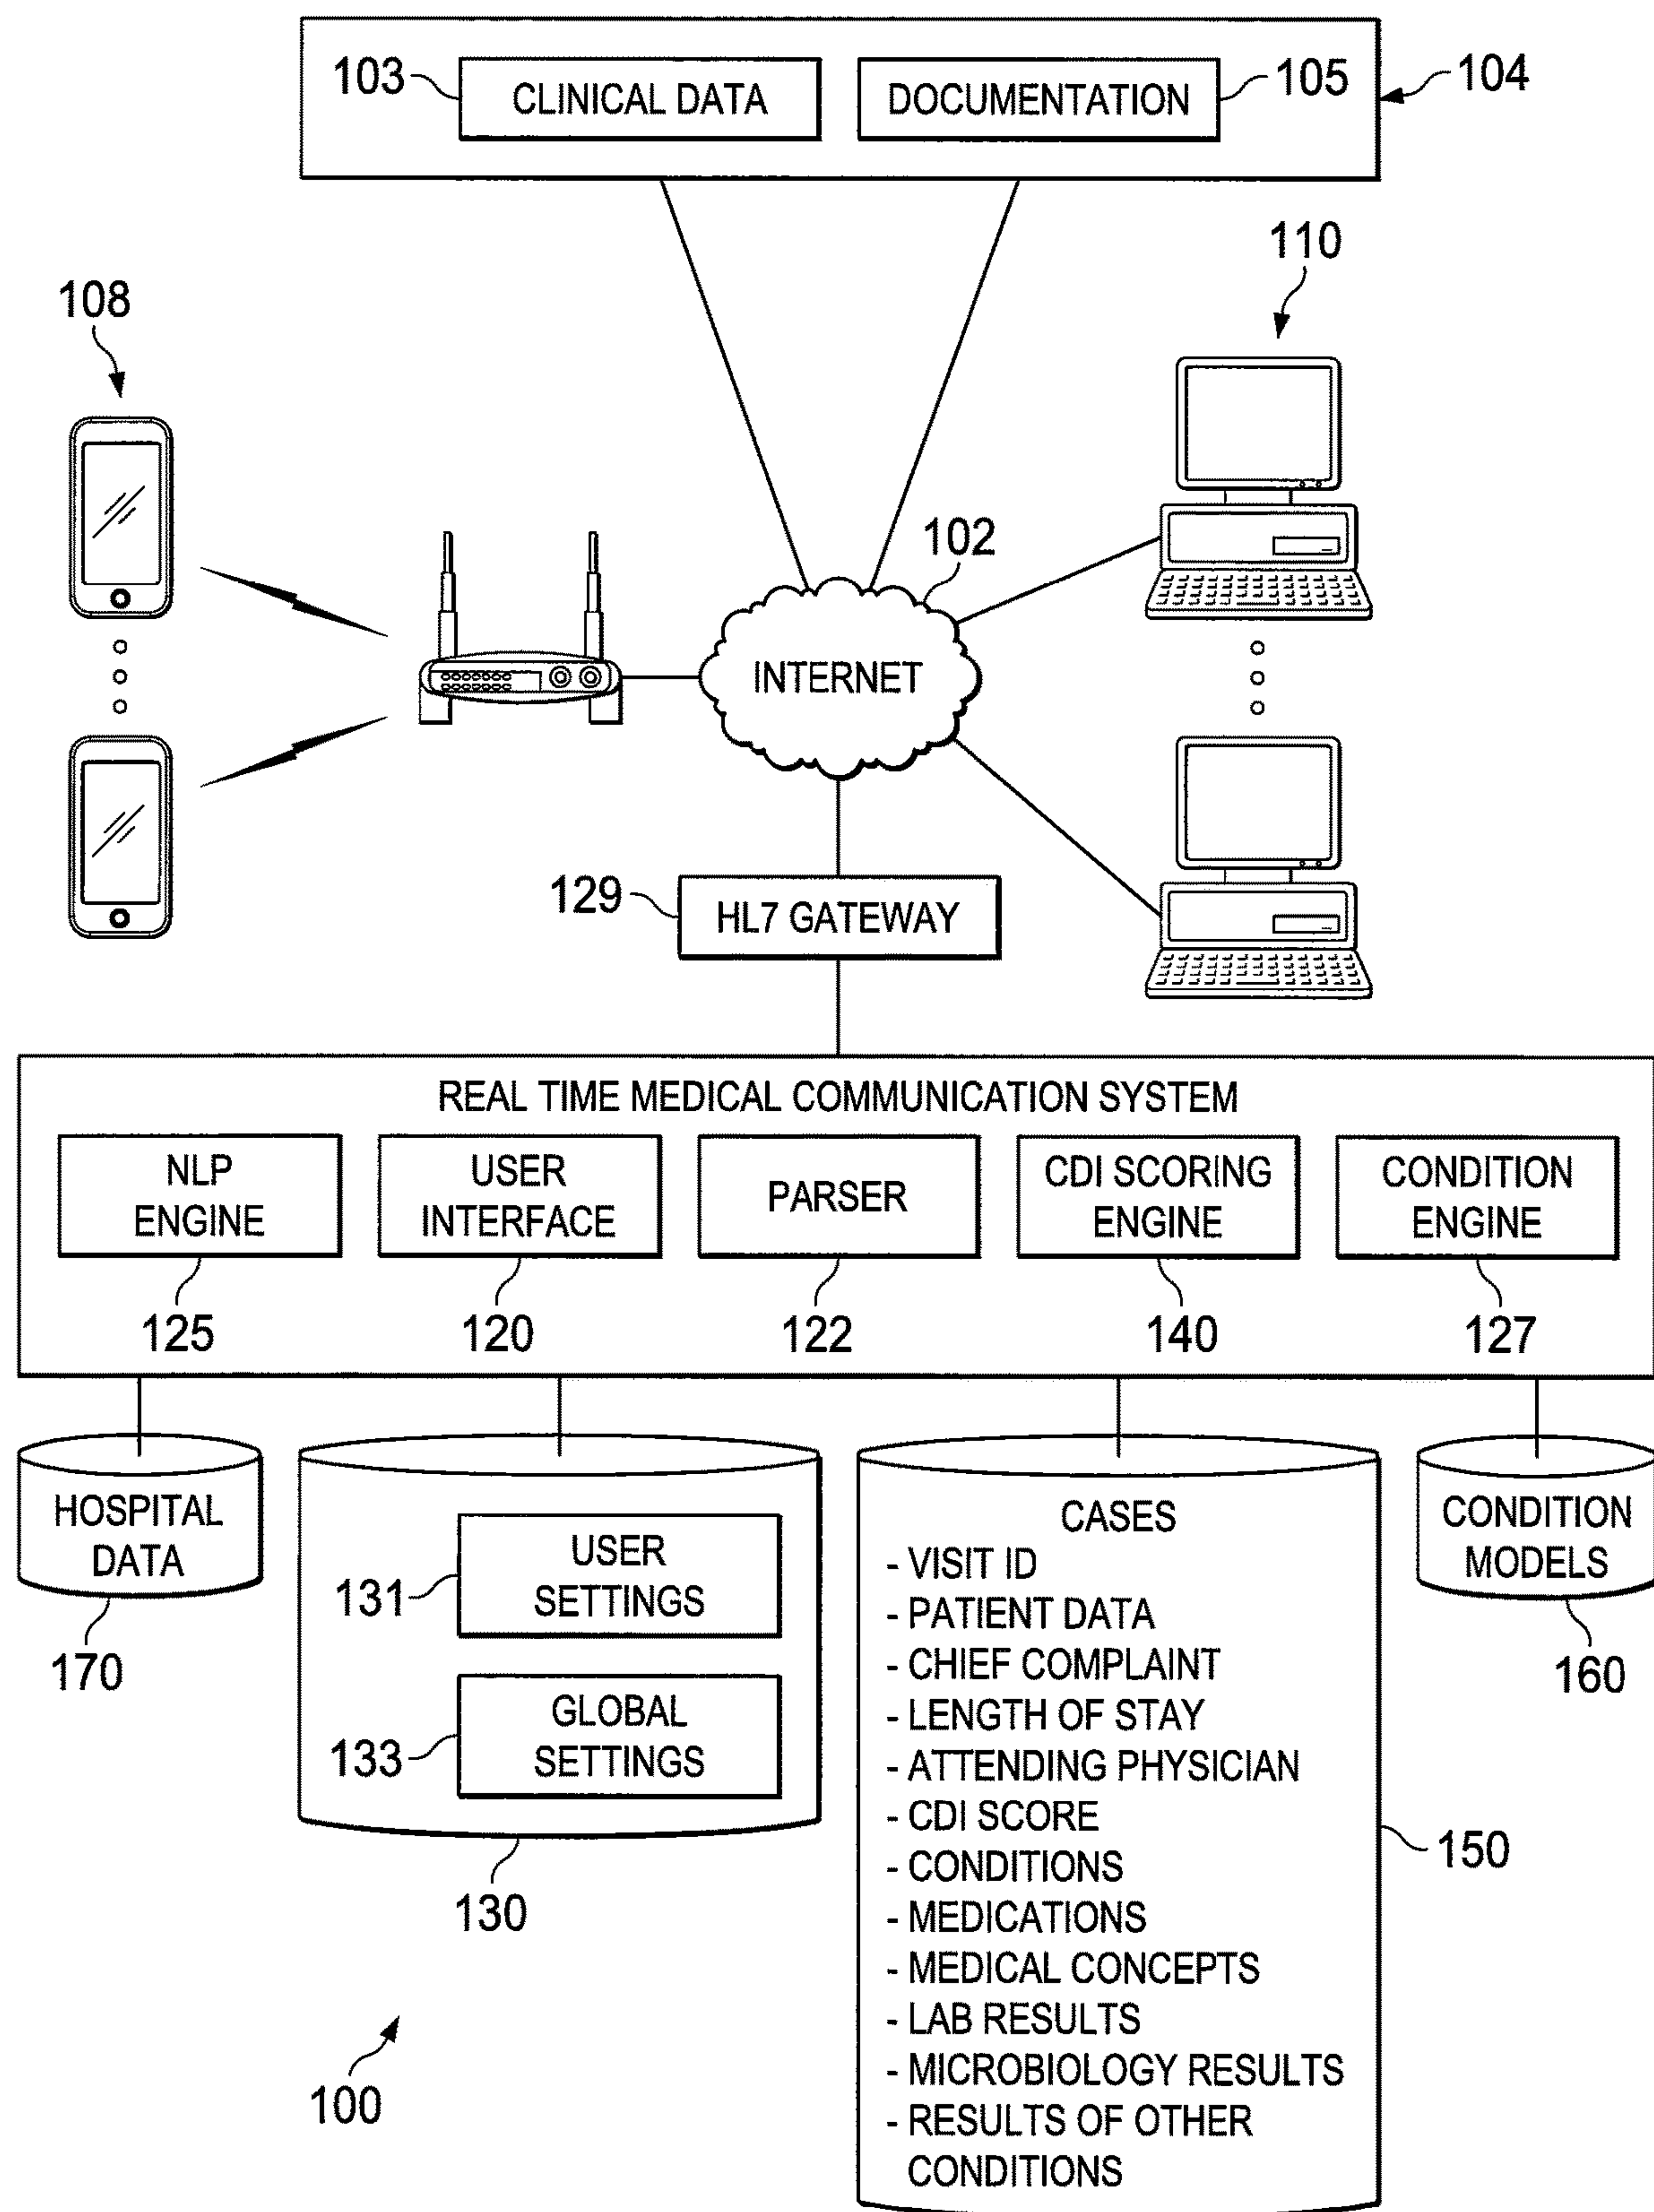 103
CLINICAL DATA
DOCUMENTATION
105
104
108
110
102
INTERNET
129
HL7 GATEWAY
REAL TIME MEDICAL COMMUNICATION SYSTEM
NLP
ENGINE
USER
INTERFACE
PARSER
CDI SCORING
ENGINE
CONDITION
ENGINE
125
120
122
140
127
HOSPITAL
DATA
170
USER
SETTINGS
131
GLOBAL
SETTINGS
133
130
CASES
- VISIT ID
- PATIENT DATA
- CHIEF COMPLAINT
- LENGTH OF STAY
- ATTENDING PHYSICIAN
- CDI SCORE
- CONDITIONS
- MEDICATIONS
- MEDICAL CONCEPTS
- LAB RESULTS
- MICROBIOLOGY RESULTS
- RESULTS OF OTHER
CONDITIONS
150
CONDITION
MODELS
160
100